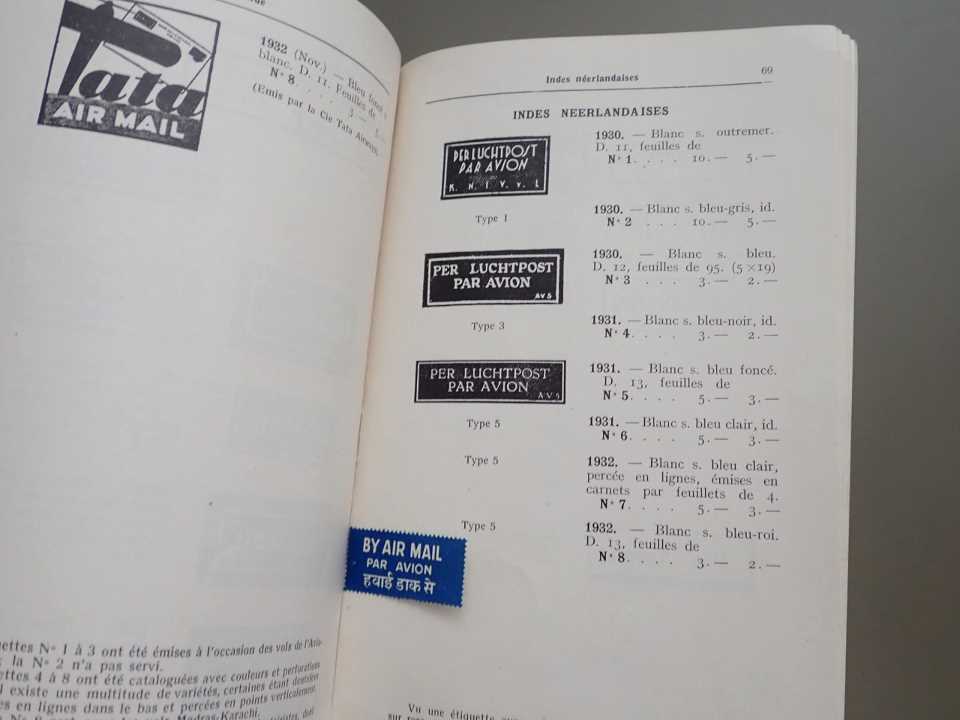 Tata
AIR MAIL
1932 (Nov.) — Bleu foncé
blanc. D. 11. Feuilles de
N° 8. . . . . 3 — 5.
(Emis par la Cie Tata Airways)
ettes N° 1 à 3 ont été émises à l'occasion des vols de l'
la N° 2 n'a pas servi.
ettes 4 à 8 ont été cataloguées avec couleurs et perforations
existe une multitude de variétés, certaines étant dentelées
es en lignes dans le bas et percées en points verticalement.
Madras-Karachi.
Indes néerlandaises
69
INDES NEERLANDAISES
PER LUCHTPOST
PAR AVION
K. N. I. V. v. L
Type 1
1930. — Blanc s. outremer.
D. 11, feuilles de
N° 1. . . . 10. — 5. —
1930. — Blanc s. bleu-gris, id.
N° 2 . . . 10. — 5. —
PER LUCHTPOST
PAR AVION
AV5
Type 3
1930. — Blanc s. bleu.
D. 12, feuilles de 95. (5 × 19)
N° 3 . . . 3. — 2. —
1931. — Blanc s. bleu-noir, id.
N° 4. . . . 3. — 2. —
PER LUCHTPOST
PAR AVION
AV5
Type 5
1931. — Blanc s. bleu foncé.
D. 13, feuilles de
N° 5. . . . 5. — 3. —
1931. — Blanc s. bleu clair, id.
N° 6. . . . 5. — 3. —
Type 5
1932. — Blanc s. bleu clair,
percée en lignes, émises en
carnets par feuillets de 4.
N° 7. . . . 5. — 3. —
Type 5
1932. — Blanc s. bleu-roi.
D. 13, feuilles de
N° 8. . . . 3. — 2. —
BY AIR MAIL
PAR AVION
हवाई डाक से
Vu une étiquette